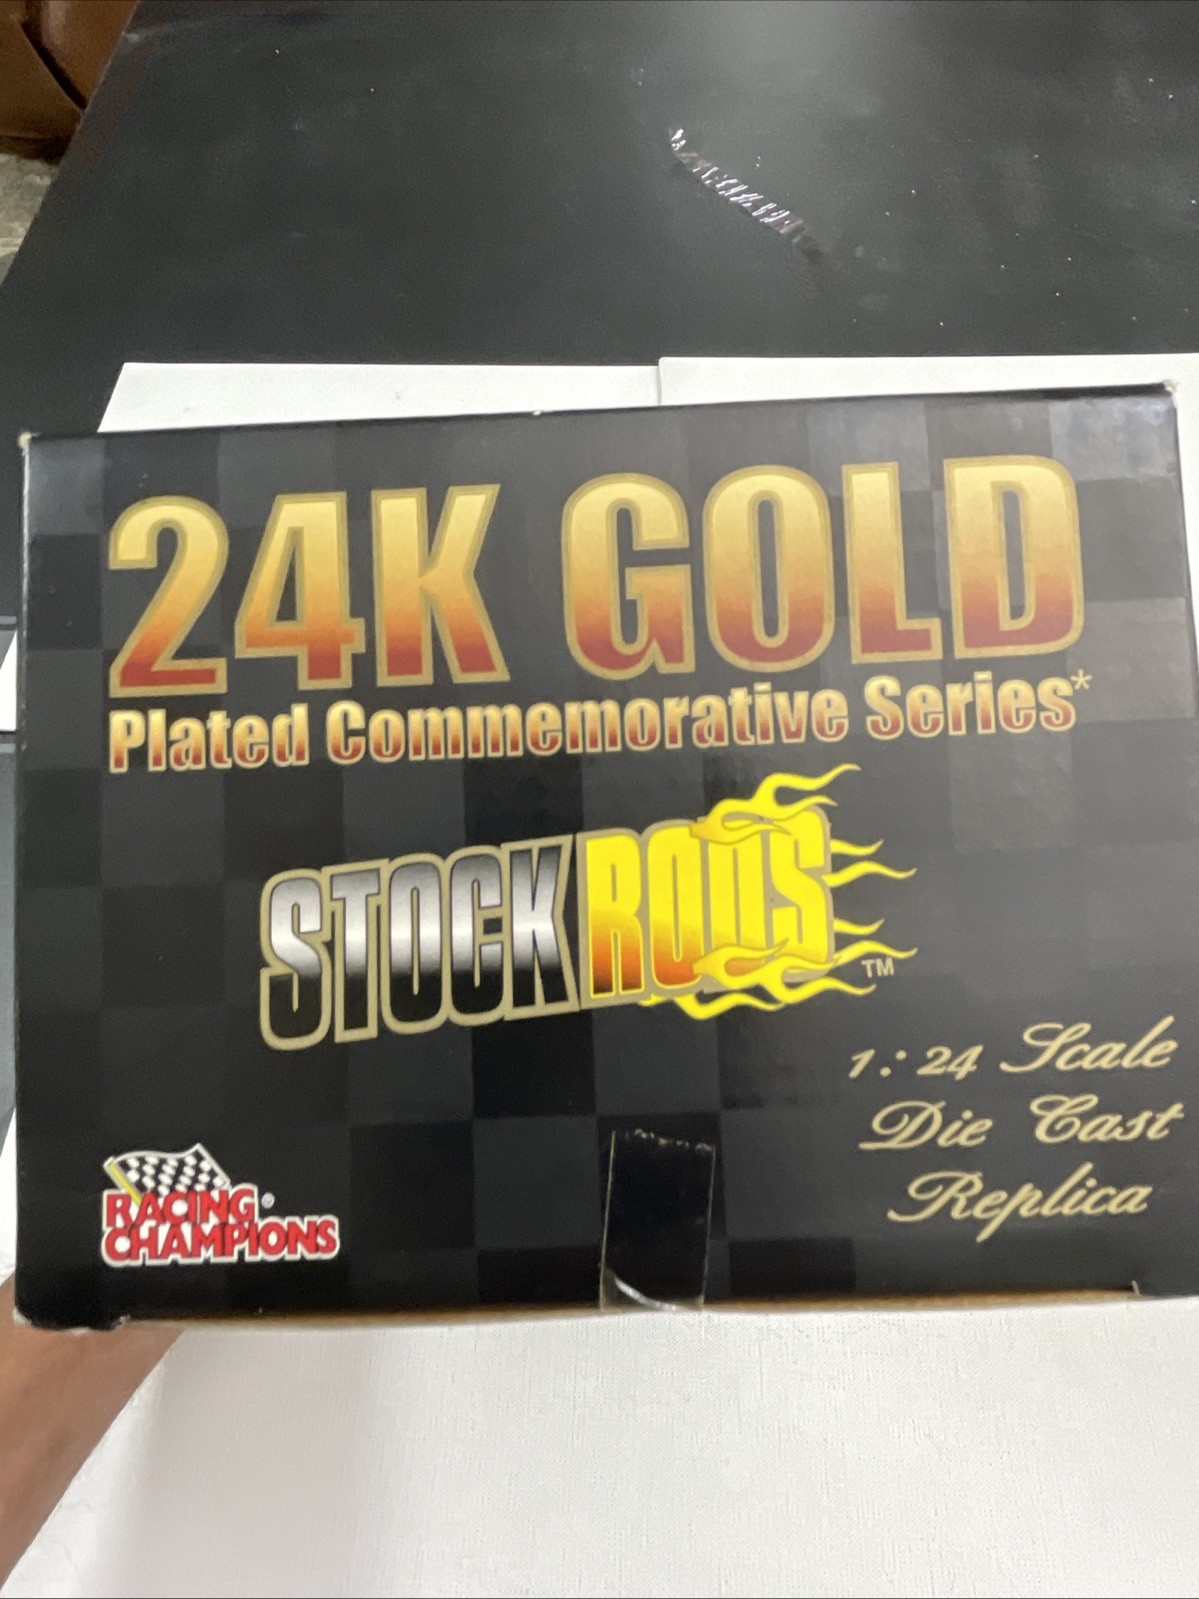 24K GOLD
Plated Commemorative Series*
STOCK RODS TM
1:24 Scale
Die Cast
Replica
RACING ®
CHAMPIONS